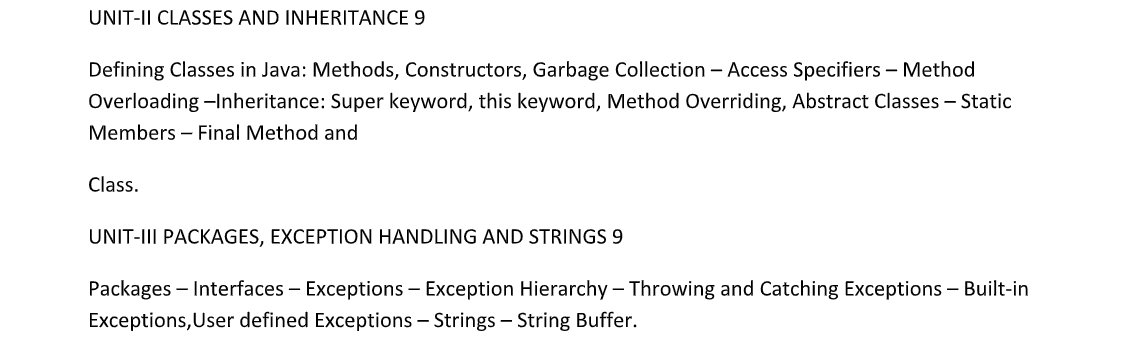 UNIT-II CLASSES AND INHERITANCE 9
Defining Classes in Java: Methods, Constructors, Garbage Collection – Access Specifiers – Method
Overloading –Inheritance: Super keyword, this keyword, Method Overriding, Abstract Classes – Static
Members – Final Method and
Class.
UNIT-III PACKAGES, EXCEPTION HANDLING AND STRINGS 9
Packages – Interfaces – Exceptions – Exception Hierarchy – Throwing and Catching Exceptions – Built-in
Exceptions,User defined Exceptions – Strings – String Buffer.